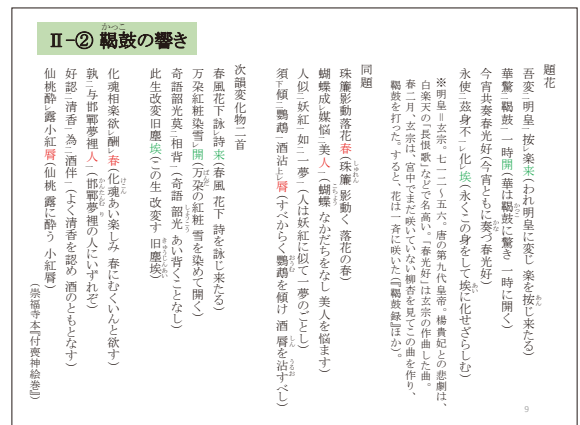 Ⅱ-② 鞨鼓の響き
かっこ
題花
吾変㆓明皇㆒按㆑楽来(われ明皇に変じ 楽を按じ来たる)
華驚㆓鞨鼓㆒一時開(華は鞨鼓に驚き 一時に開く)
今宵共奏春光好(今宵ともに奏づ 春光好)
永使㆓茲身不㆑化㆑埃(永くこの身をして埃に化せざらしむ)
※明皇＝玄宗。七一二～五六。唐の第九代皇帝。楊貴妃との悲劇は、
白楽天の「長恨歌」などで名高い。「春光好」は玄宗の作曲した曲。
春二月、玄宗は、宮中でまだ咲いていない柳杏を見てこの曲を作り、
鞨鼓を打った。すると、花は一斉に咲いた(『鞨鼓録』ほか)。
同題
珠簾影動落花春(珠簾 影動く 落花の春)
蝴蝶成㆑媒悩㆓美人㆒(蝴蝶 なかだちをなし 美人を悩ます)
人似㆓妖紅㆒如㆓一夢㆒(人は妖紅に似て 一夢のごとし)
須㆘傾㆓鸚鵡㆒酒沾㆖㆑唇(すべからく鸚鵡を傾け 酒 唇を沾すべし)
次韻変化物二首
春風花下詠㆑詩来(春風 花下 詩を詠じ来たる)
万朶紅粧染雪㆑開(万朶の紅粧 雪を染めて開く)
奇語韶光莫㆓相背㆒(奇語 韶光 あい背くことなし)
此生改変旧塵埃(この生 改変す 旧塵埃)
化魂相楽欲㆑酬㆑春(化魂あい楽しみ 春にむくいんと欲す)
孰㆓与邯鄲夢裡人㆒(邯鄲夢裡の人にいずれぞ)
好認㆓清香㆒為㆓酒伴㆒(よく清香を認め 酒のともとなす)
仙桃酔㆑露小紅唇(仙桃 露に酔う 小紅唇)
(崇福寺本『付喪神絵巻』)
9